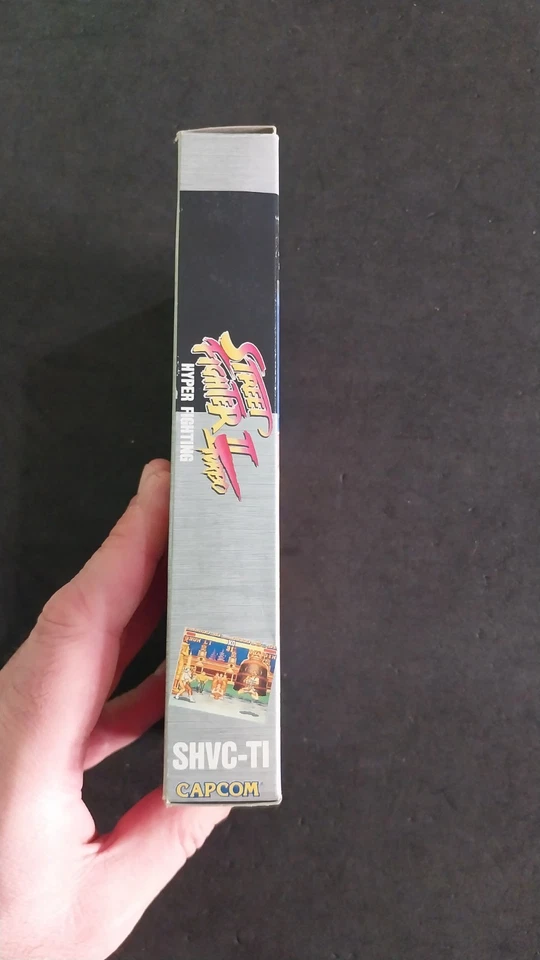 STREET
FIGHTER II
TURBO
HYPER FIGHTING
SHVC-TI
CAPCOM